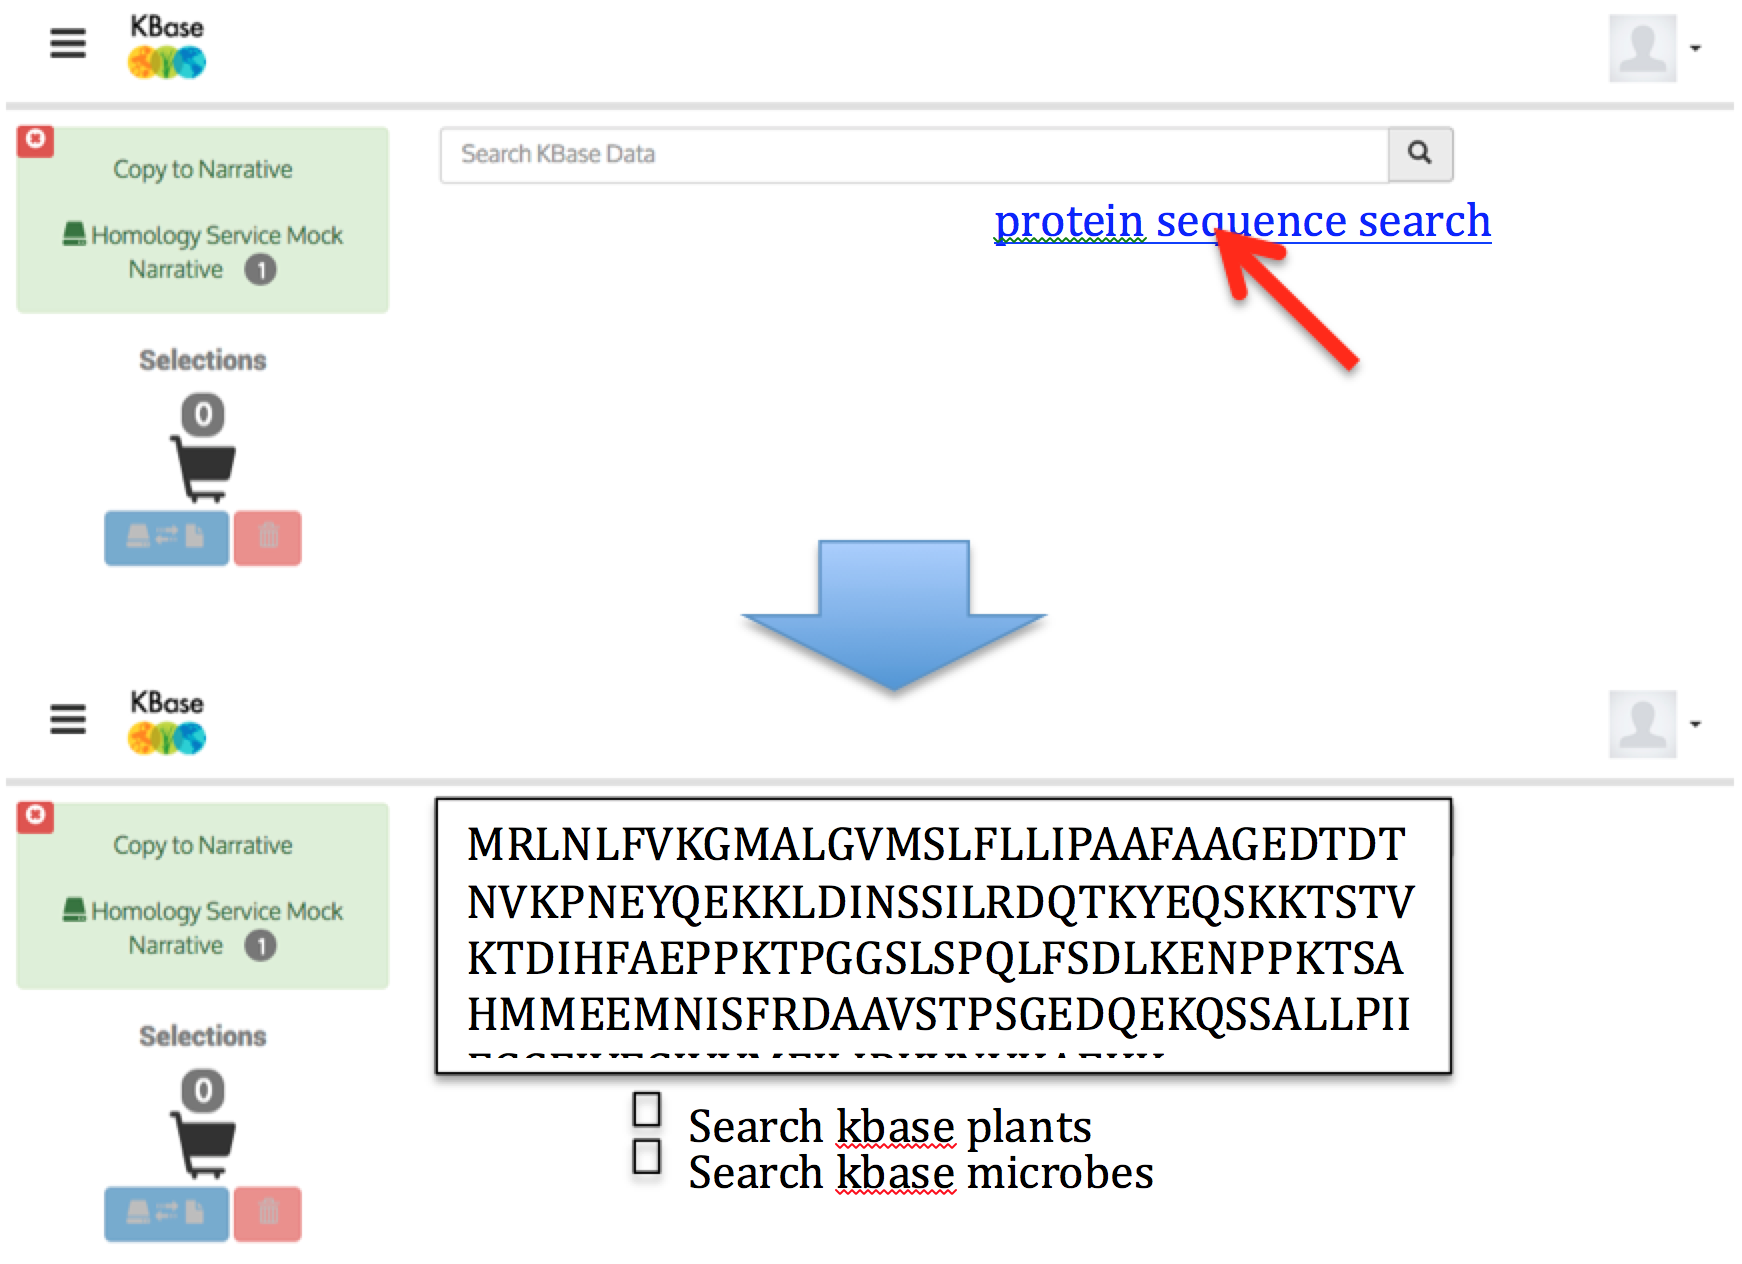 KBase
Copy to Narrative
Homology Service Mock
Narrative 1
Selections
0
Search KBase Data
protein sequence search
KBase
Copy to Narrative
Homology Service Mock
Narrative 1
Selections
0
MRLNLFVKGMALGVMSLFLLIPAAFAAGEDTDT
NVKPNEYQEKKLDINSSILRDQTKYEQSKKTSTV
KTDIHFAEPPKTPGGSLSPQLFSDLKENPPKTSA
HMMEEMNISFRDAAVSTPSGEDQEKQSSALLPII
Search kbase plants
Search kbase microbes